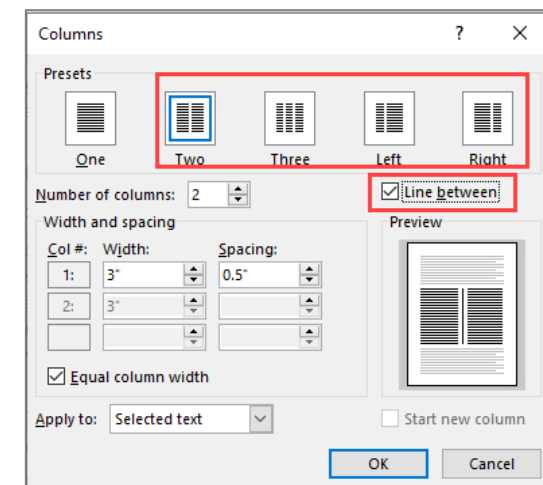 Columns ? ×
Presets
One Two Three Left Right
Number of columns: 2 Line between
Width and spacing Preview
Col #: Width: Spacing:
1: 3" 0.5"
2: 3"
Equal column width
Apply to: Selected text Start new column
OK Cancel